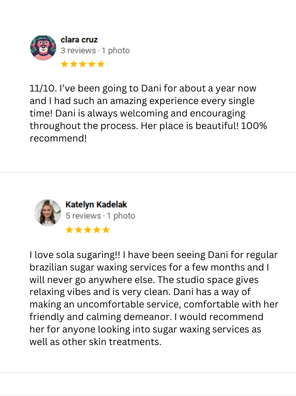 clara cruz
3 reviews · 1 photo
11/10. I've been going to Dani for about a year now
and I had such an amazing experience every single
time! Dani is always welcoming and encouraging
throughout the process. Her place is beautiful! 100%
recommend!
Katelyn Kadelak
5 reviews · 1 photo
I love sola sugaring!! I have been seeing Dani for regular
brazilian sugar waxing services for a few months and I
will never go anywhere else. The studio space gives
relaxing vibes and is very clean. Dani has a way of
making an uncomfortable service, comfortable with her
friendly and calming demeanor. I would recommend
her for anyone looking into sugar waxing services as
well as other skin treatments.